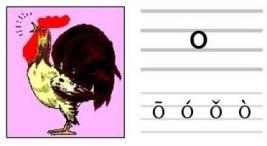 o
ō ó ǒ ò